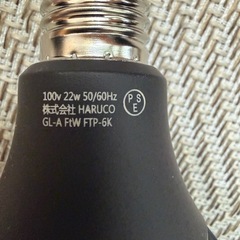 100v 22w 50/60Hz
株式会社 HARUCO
GL-A FtW FTP-6K
PSE